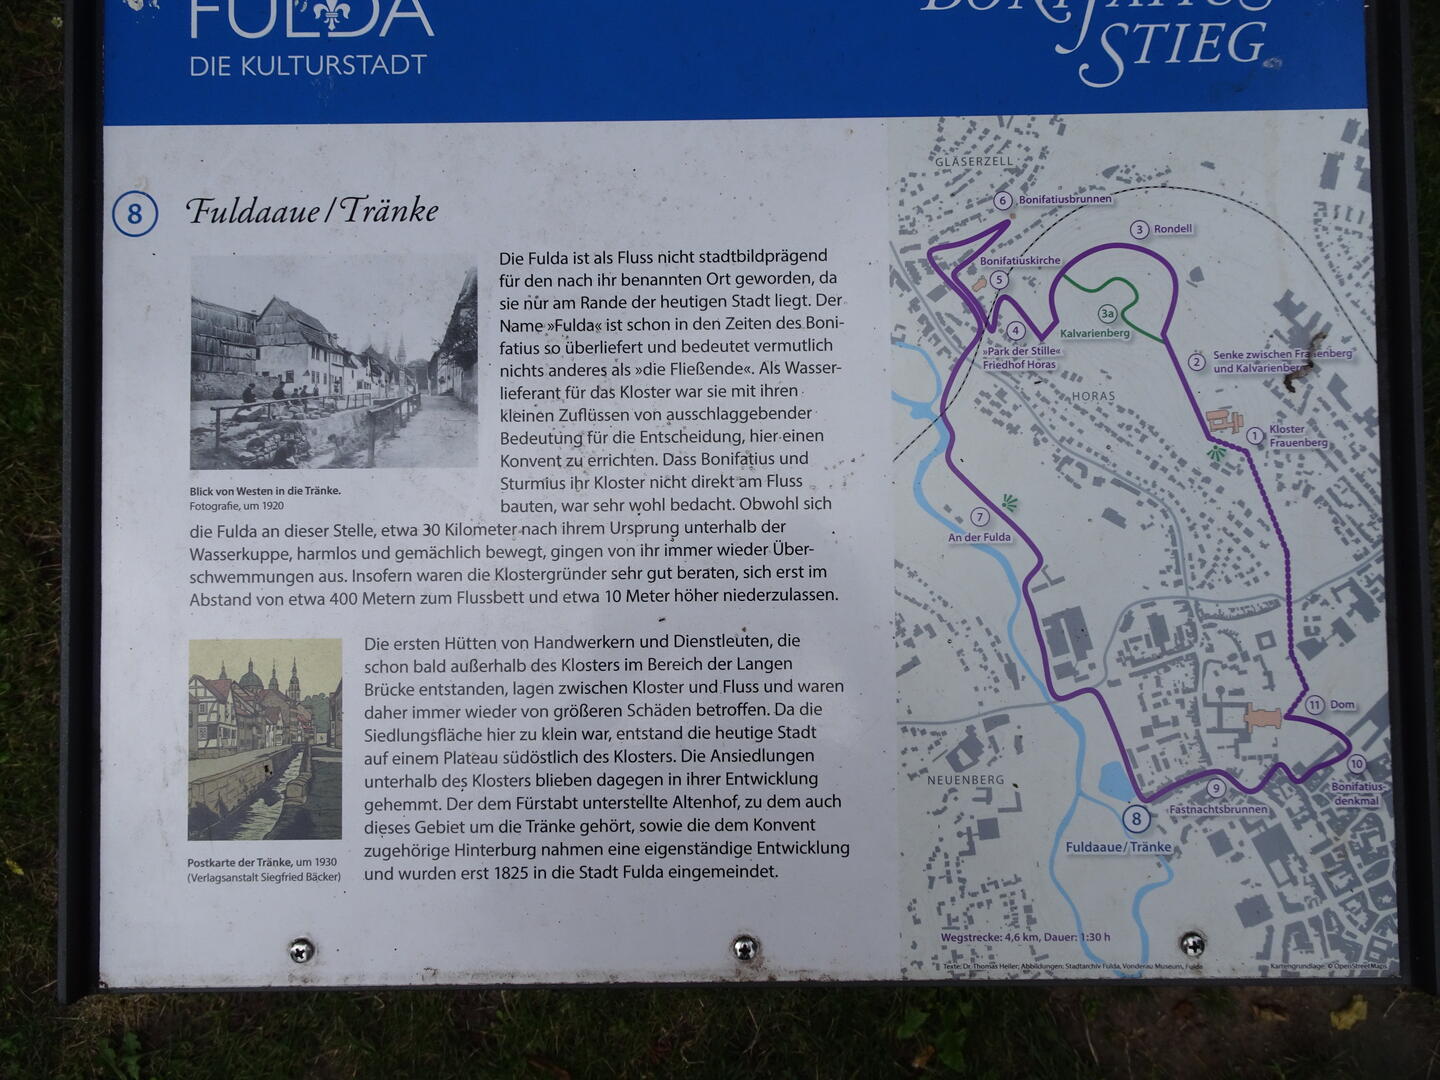 FULDA
DIE KULTURSTADT
BONIFATIUS
STIEG
8
Fuldaaue/Tränke
Die Fulda ist als Fluss nicht stadtbildprägend
für den nach ihr benannten Ort geworden, da
sie nur am Rande der heutigen Stadt liegt. Der
Name »Fulda« ist schon in den Zeiten des Boni-
fatius so überliefert und bedeutet vermutlich
nichts anderes als »die Fließende«. Als Wasser-
lieferant für das Kloster war sie mit ihren
kleinen Zuflüssen von ausschlaggebender
Bedeutung für die Entscheidung, hier einen
Konvent zu errichten. Dass Bonifatius und
Sturmius ihr Kloster nicht direkt am Fluss
bauten, war sehr wohl bedacht. Obwohl sich
die Fulda an dieser Stelle, etwa 30 Kilometer nach ihrem Ursprung unterhalb der
Wasserkuppe, harmlos und gemächlich bewegt, gingen von ihr immer wieder Über-
schwemmungen aus. Insofern waren die Klostergründer sehr gut beraten, sich erst im
Abstand von etwa 400 Metern zum Flussbett und etwa 10 Meter höher niederzulassen.
Blick von Westen in die Tränke.
Fotografie, um 1920
Die ersten Hütten von Handwerkern und Dienstleuten, die
schon bald außerhalb des Klosters im Bereich der Langen
Brücke entstanden, lagen zwischen Kloster und Fluss und waren
daher immer wieder von größeren Schäden betroffen. Da die
Siedlungsfläche hier zu klein war, entstand die heutige Stadt
auf einem Plateau südöstlich des Klosters. Die Ansiedlungen
unterhalb des Klosters blieben dagegen in ihrer Entwicklung
gehemmt. Der dem Fürstabt unterstellte Altenhof, zu dem auch
dieses Gebiet um die Tränke gehört, sowie die dem Konvent
zugehörige Hinterburg nahmen eine eigenständige Entwicklung
und wurden erst 1825 in die Stadt Fulda eingemeindet.
Postkarte der Tränke, um 1930
(Verlagsanstalt Siegfried Bäcker)
GLÄSERZELL
6 Bonifatiusbrunnen
3 Rondell
Bonifatiuskirche
5
3a
Kalvarienberg
4
»Park der Stille«
Friedhof Horas
2 Senke zwischen Frauenberg
und Kalvarienberg
HORAS
1 Kloster
Frauenberg
7
An der Fulda
11 Dom
NEUENBERG
10
Bonifatius-
denkmal
9
Fastnachtsbrunnen
8
Fuldaaue/Tränke
Wegstrecke: 4,6 km, Dauer: 1:30 h
Texte: Dr. Thomas Heiler; Abbildungen: Stadtarchiv Fulda, Vonderau Museum, Fulda
Kartengrundlage: © OpenStreetMaps